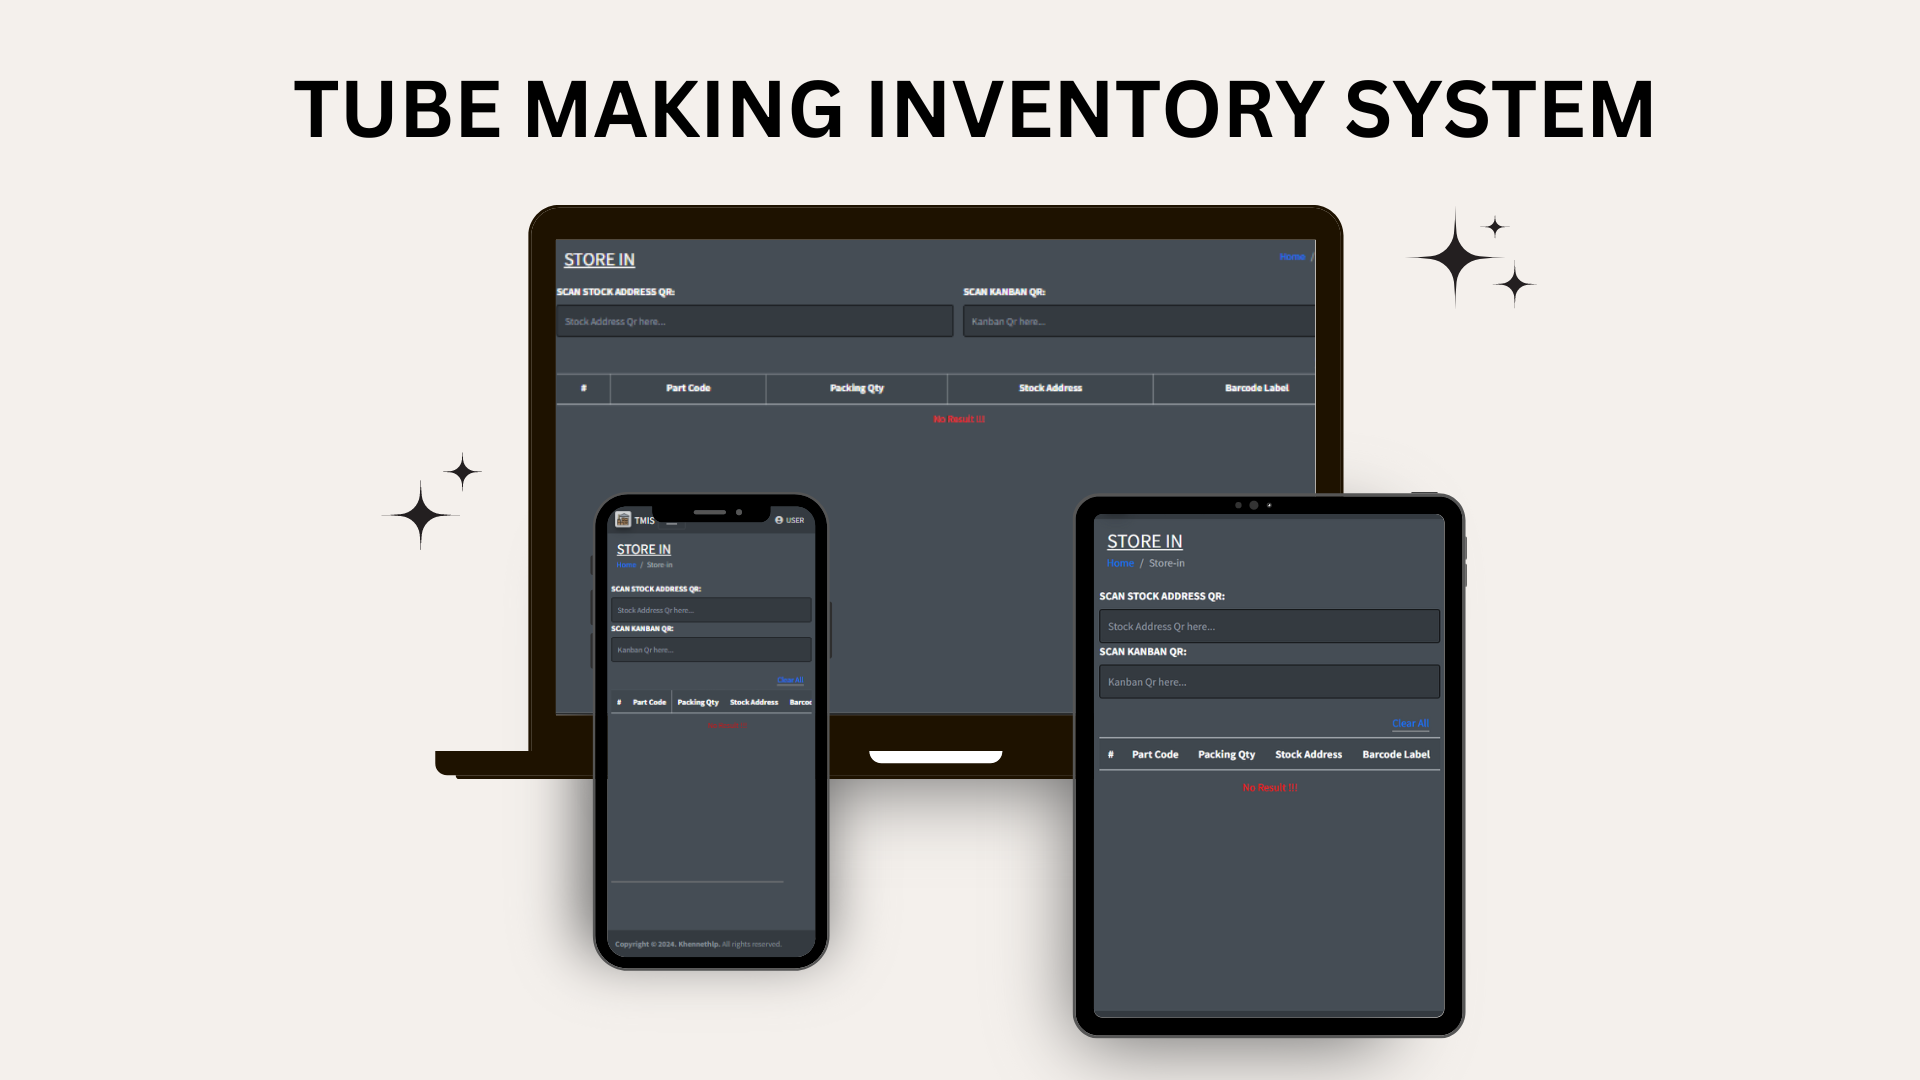 TUBE MAKING INVENTORY SYSTEM
STORE IN
Home /
SCAN STOCK ADDRESS QR: SCAN KANBAN QR:
Stock Address Qr here... Kanban Qr here...
# Part Code Packing Qty Stock Address Barcode Label
No Result !!!
TMIS USER
STORE IN
Home / Store-in
SCAN STOCK ADDRESS QR:
Stock Address Qr here...
SCAN KANBAN QR:
Kanban Qr here...
Clear All
# Part Code Packing Qty Stock Address Barcod
Copyright © 2024. Khennethlp. All rights reserved.
STORE IN
Home / Store-in
SCAN STOCK ADDRESS QR:
Stock Address Qr here...
SCAN KANBAN QR:
Kanban Qr here...
Clear All
# Part Code Packing Qty Stock Address Barcode Label
No Result !!!